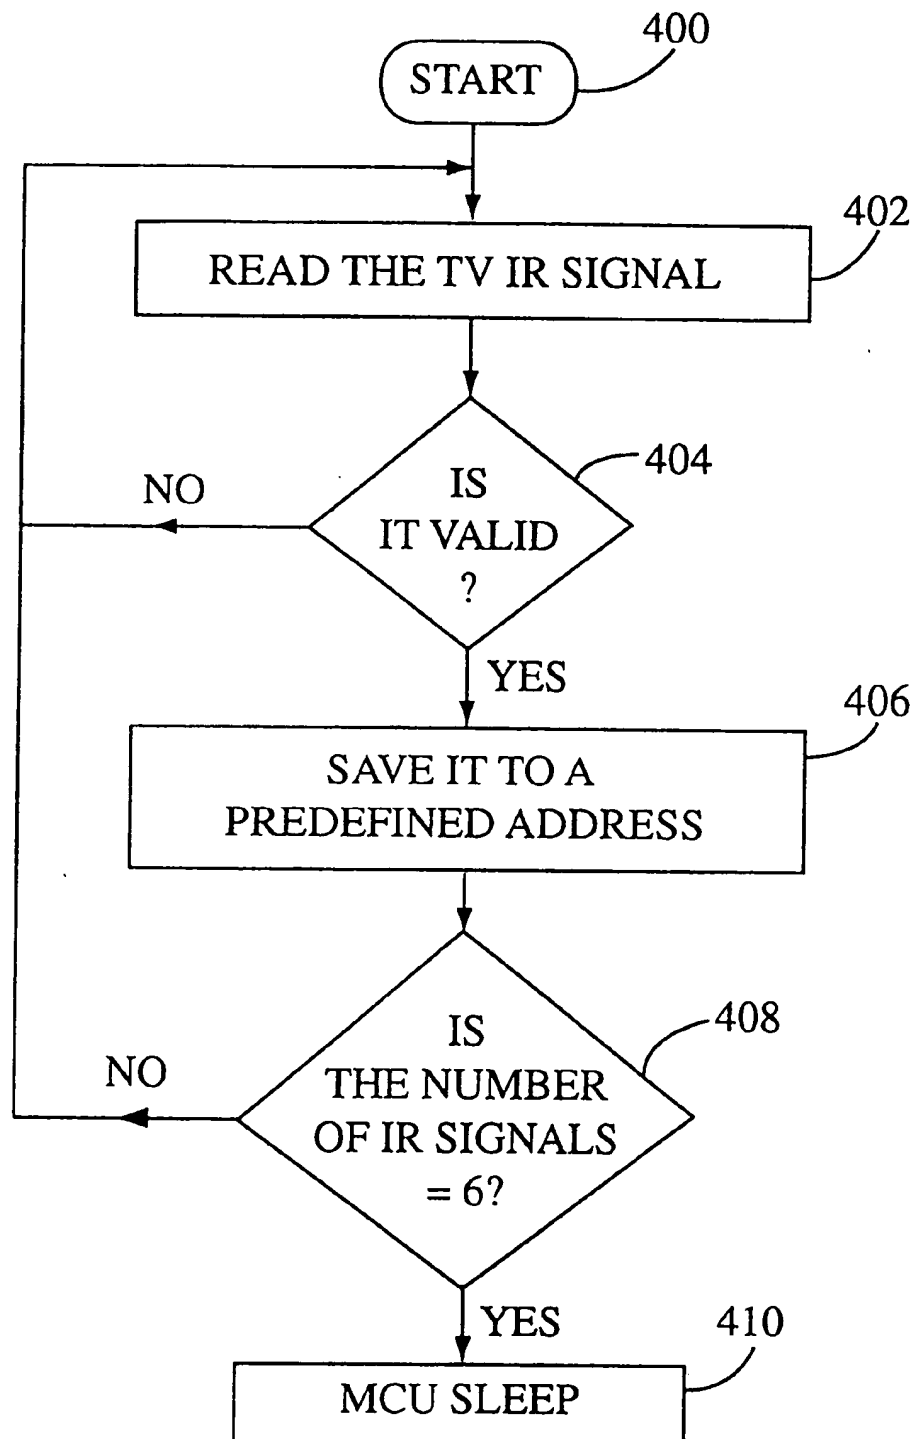 400
START
402
READ THE TV IR SIGNAL
404
IS
IT VALID
?
NO
YES
406
SAVE IT TO A
PREDEFINED ADDRESS
408
IS
THE NUMBER
OF IR SIGNALS
= 6?
NO
YES
410
MCU SLEEP